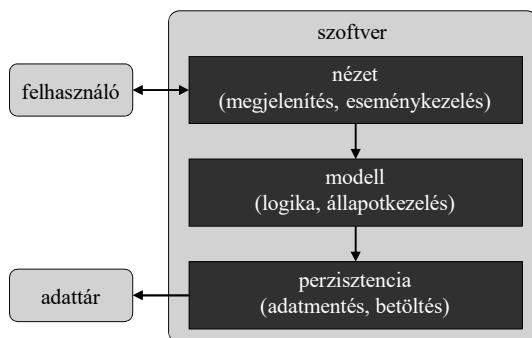 szoftver
felhasználó
nézet
(megjelenítés, eseménykezelés)
modell
(logika, állapotkezelés)
adattár
perzisztencia
(adatmentés, betöltés)